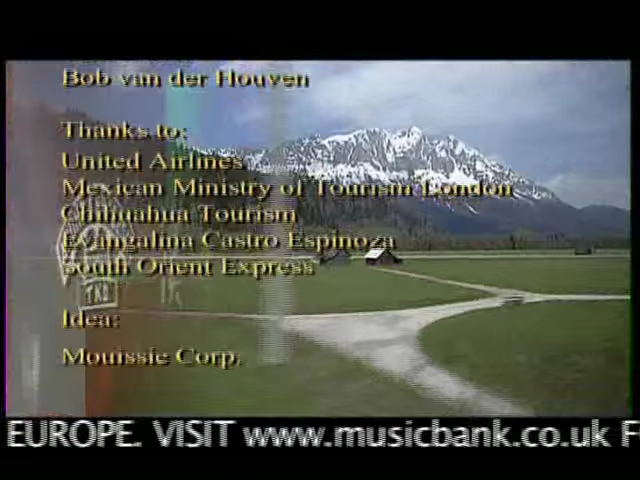 Bob van der Houven
Thanks to:
United Airlines
Mexican Ministry of Tourism London
Chihuahua Tourism
Evangalina Castro Espinoza
South Orient Express
Idea:
Mouissie Corp.
EUROPE. VISIT www.musicbank.co.uk F